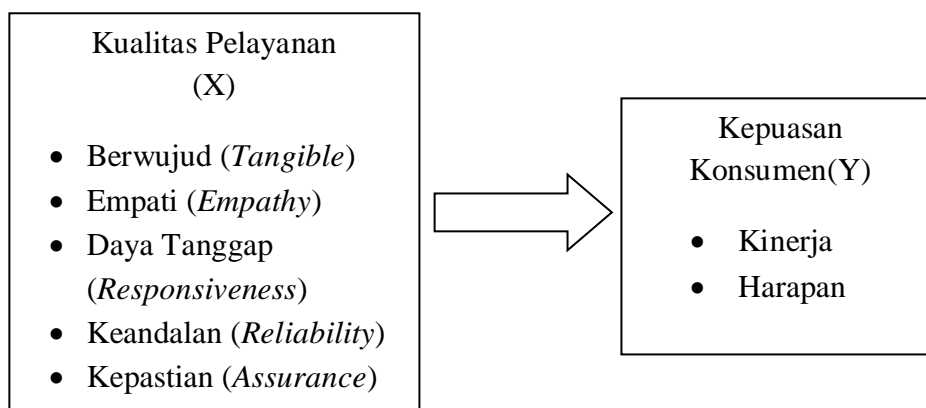 Kualitas Pelayanan
(X)
• Berwujud (Tangible)
• Empati (Empathy)
• Daya Tanggap
(Responsiveness)
• Keandalan (Reliability)
• Kepastian (Assurance)
Kepuasan
Konsumen(Y)
• Kinerja
• Harapan